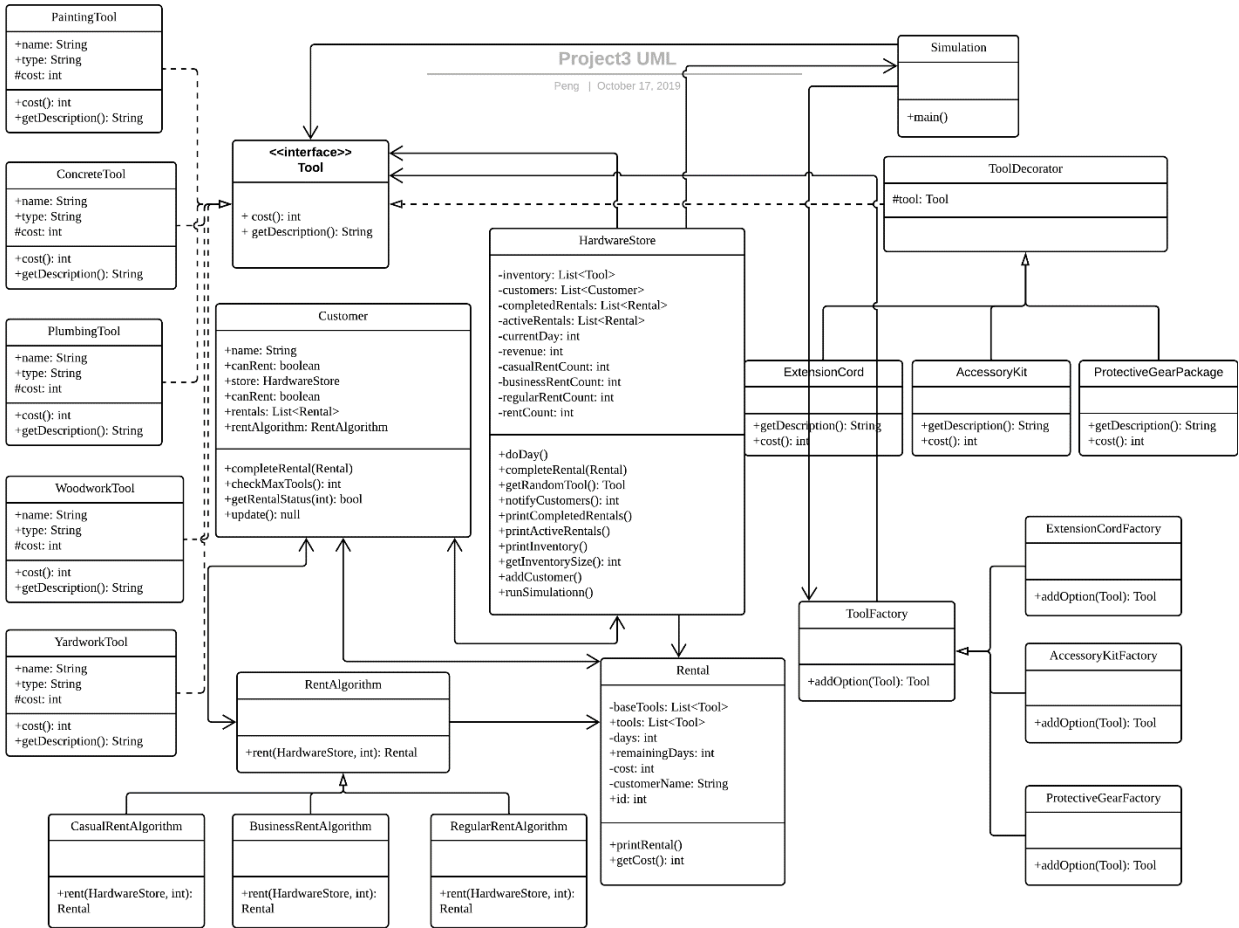 Project3 UML
Peng | October 17, 2019
PaintingTool
+name: String
+type: String
#cost: int
+cost(): int
+getDescription(): String
ConcreteTool
+name: String
+type: String
#cost: int
+cost(): int
+getDescription(): String
PlumbingTool
+name: String
+type: String
#cost: int
+cost(): int
+getDescription(): String
WoodworkTool
+name: String
+type: String
#cost: int
+cost(): int
+getDescription(): String
YardworkTool
+name: String
+type: String
#cost: int
+cost(): int
+getDescription(): String
<<interface>>
Tool
+ cost(): int
+ getDescription(): String
Simulation
+main()
ToolDecorator
#tool: Tool
HardwareStore
-inventory: List<Tool>
-customers: List<Customer>
-completedRentals: List<Rental>
-activeRentals: List<Rental>
-currentDay: int
-revenue: int
-casualRentCount: int
-businessRentCount: int
-regularRentCount: int
-rentCount: int
+doDay()
+completeRental(Rental)
+getRandomTool(): Tool
+notifyCustomers(): int
+printCompletedRentals()
+printActiveRentals()
+printInventory()
+getInventorySize(): int
+addCustomer()
+runSimulationn()
Customer
+name: String
+canRent: boolean
+store: HardwareStore
+canRent: boolean
+rentals: List<Rental>
+rentAlgorithm: RentAlgorithm
+completeRental(Rental)
+checkMaxTools(): int
+getRentalStatus(int): bool
+update(): null
ExtensionCord
+getDescription(): String
+cost(): int
AccessoryKit
+getDescription(): String
+cost(): int
ProtectiveGearPackage
+getDescription(): String
+cost(): int
ExtensionCordFactory
+addOption(Tool): Tool
ToolFactory
+addOption(Tool): Tool
AccessoryKitFactory
+addOption(Tool): Tool
ProtectiveGearFactory
+addOption(Tool): Tool
RentAlgorithm
+rent(HardwareStore, int): Rental
Rental
-baseTools: List<Tool>
+tools: List<Tool>
-days: int
+remainingDays: int
-cost: int
-customerName: String
+id: int
+printRental()
+getCost(): int
CasualRentAlgorithm
+rent(HardwareStore, int):
Rental
BusinessRentAlgorithm
+rent(HardwareStore, int):
Rental
RegularRentAlgorithm
+rent(HardwareStore, int):
Rental